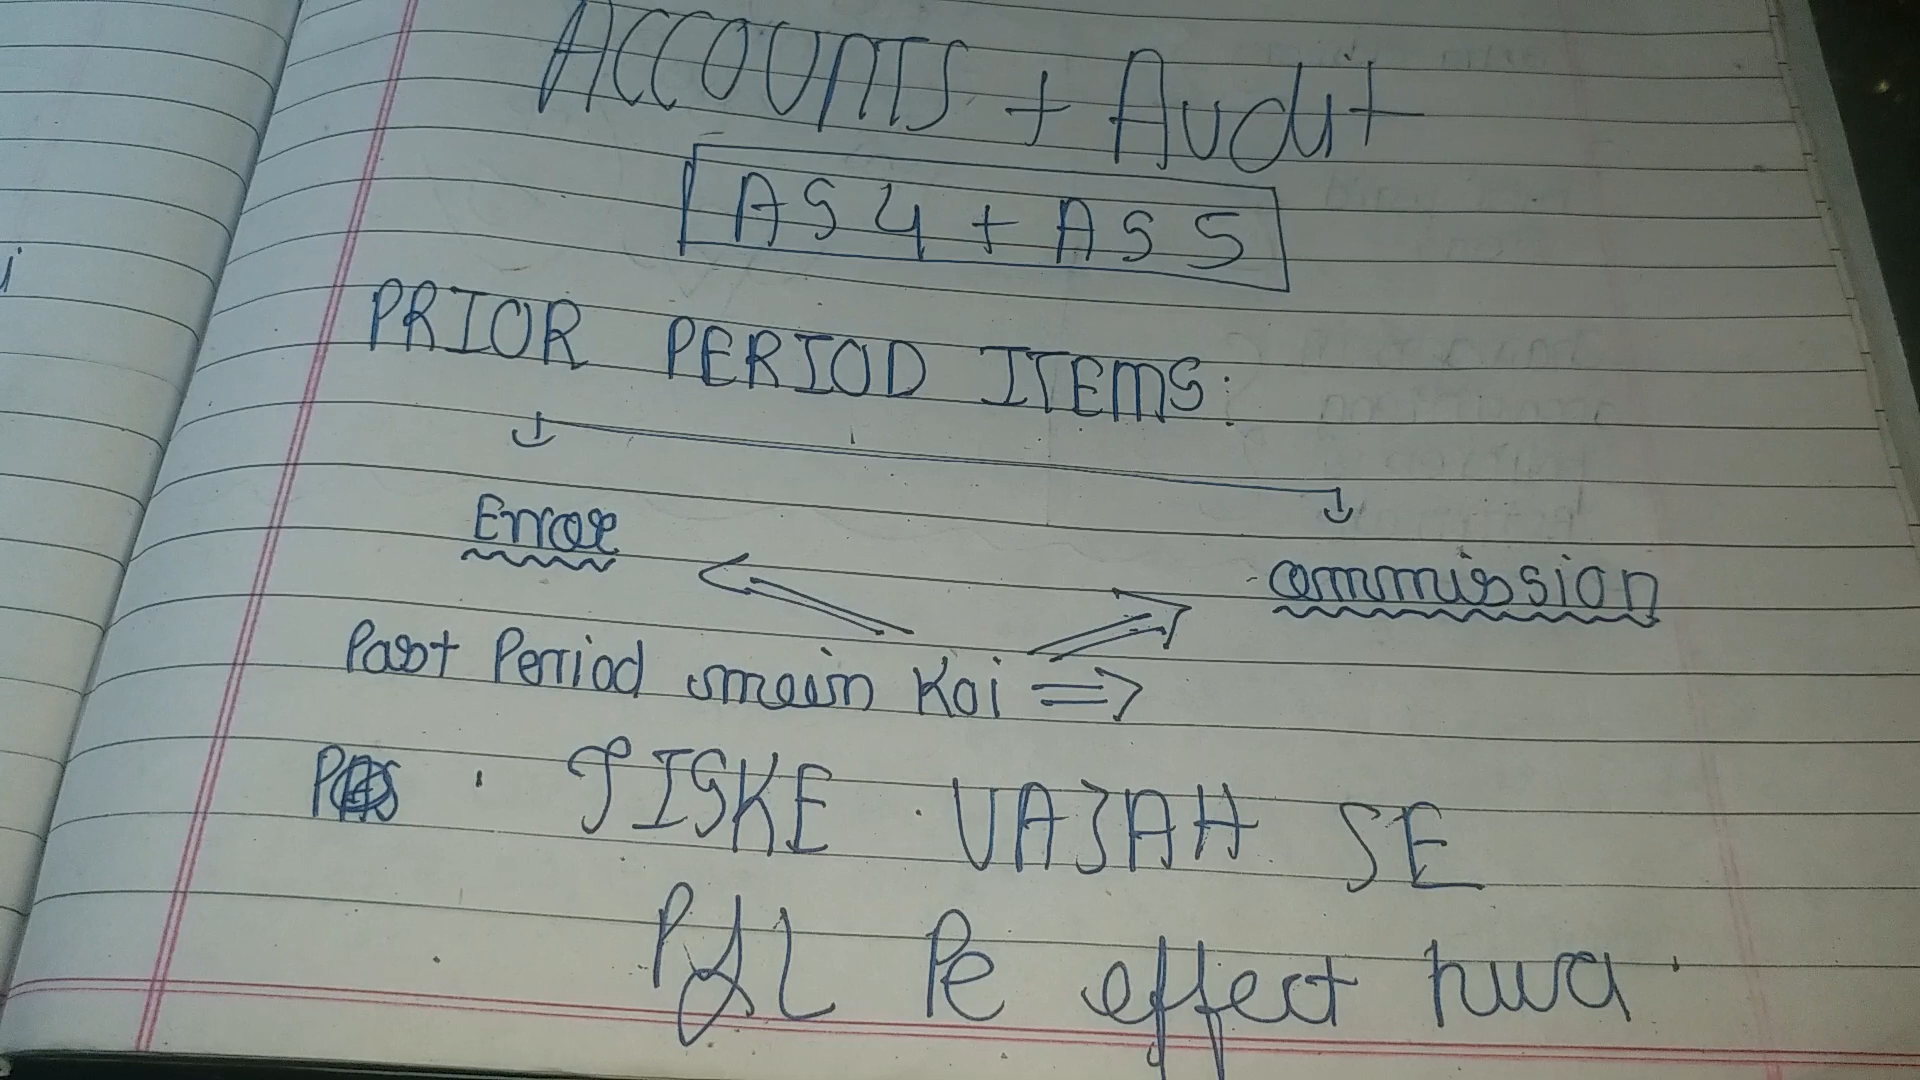 ACCOUNTS + Audit
AS 4 + AS 5
PRIOR PERIOD ITEMS:
Error
commission
Past Period mein Koi ⇒
JISKE VAJAH SE
P&L Pe effect huva